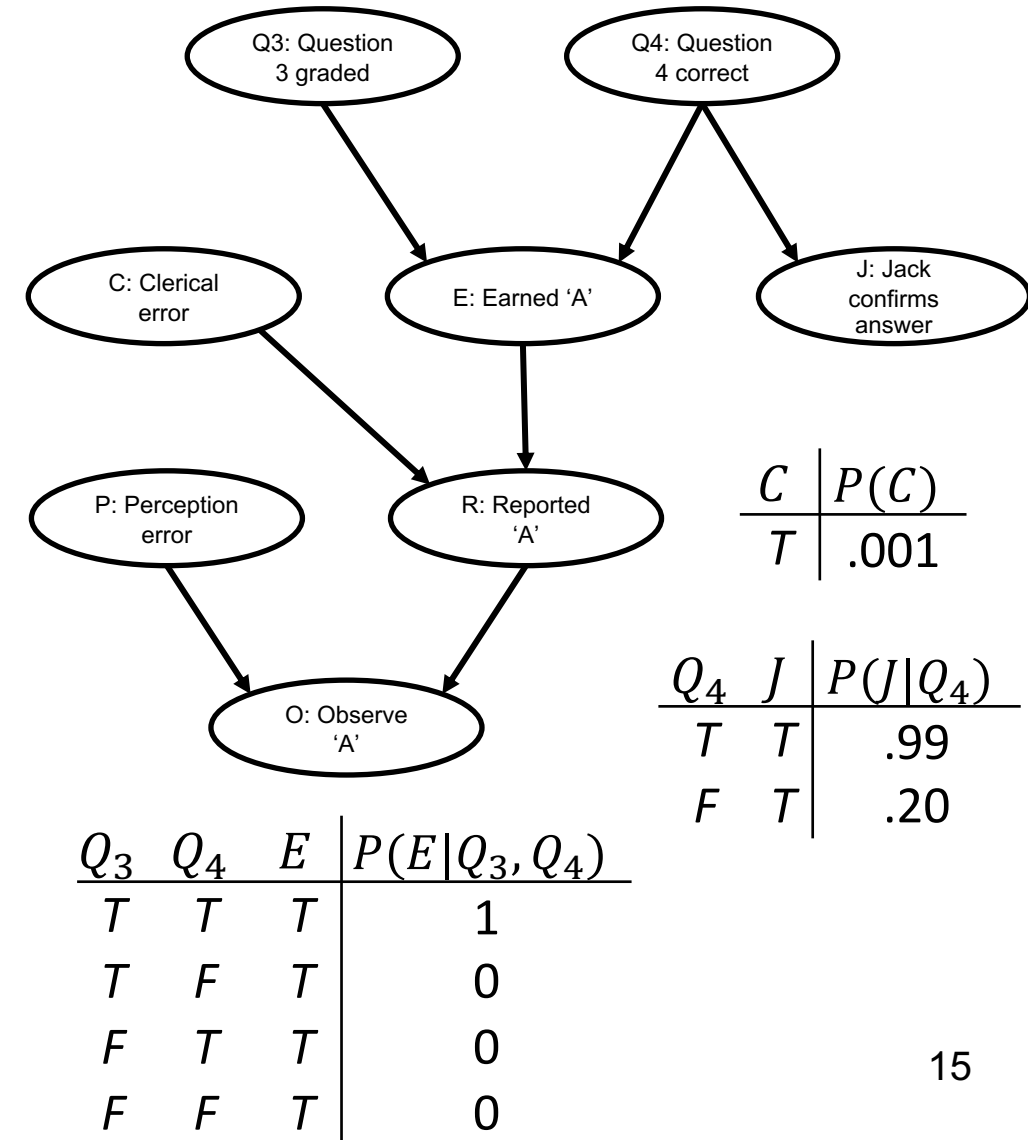 Q3: Question
3 graded
Q4: Question
4 correct
C: Clerical
error
E: Earned ‘A’
J: Jack
confirms
answer
P: Perception
error
R: Reported
‘A’
O: Observe
‘A’
C P(C)
T .001
Q₄ J P(J|Q₄)
T T .99
F T .20
Q₃ Q₄ E P(E|Q₃, Q₄)
T T T 1
T F T 0
F T T 0
F F T 0
15